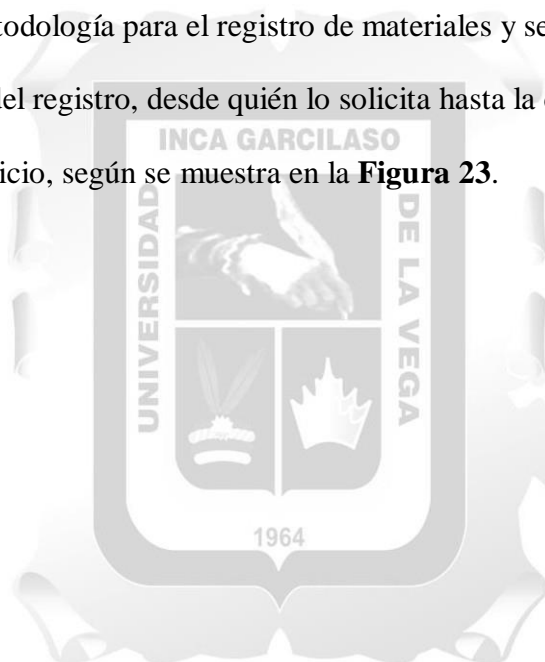 todología para el registro de materiales y se
del registro, desde quién lo solicita hasta la
icio, según se muestra en la Figura 23.
INCA GARCILASO
UNIVERSIDAD
DE LA VEGA
1964